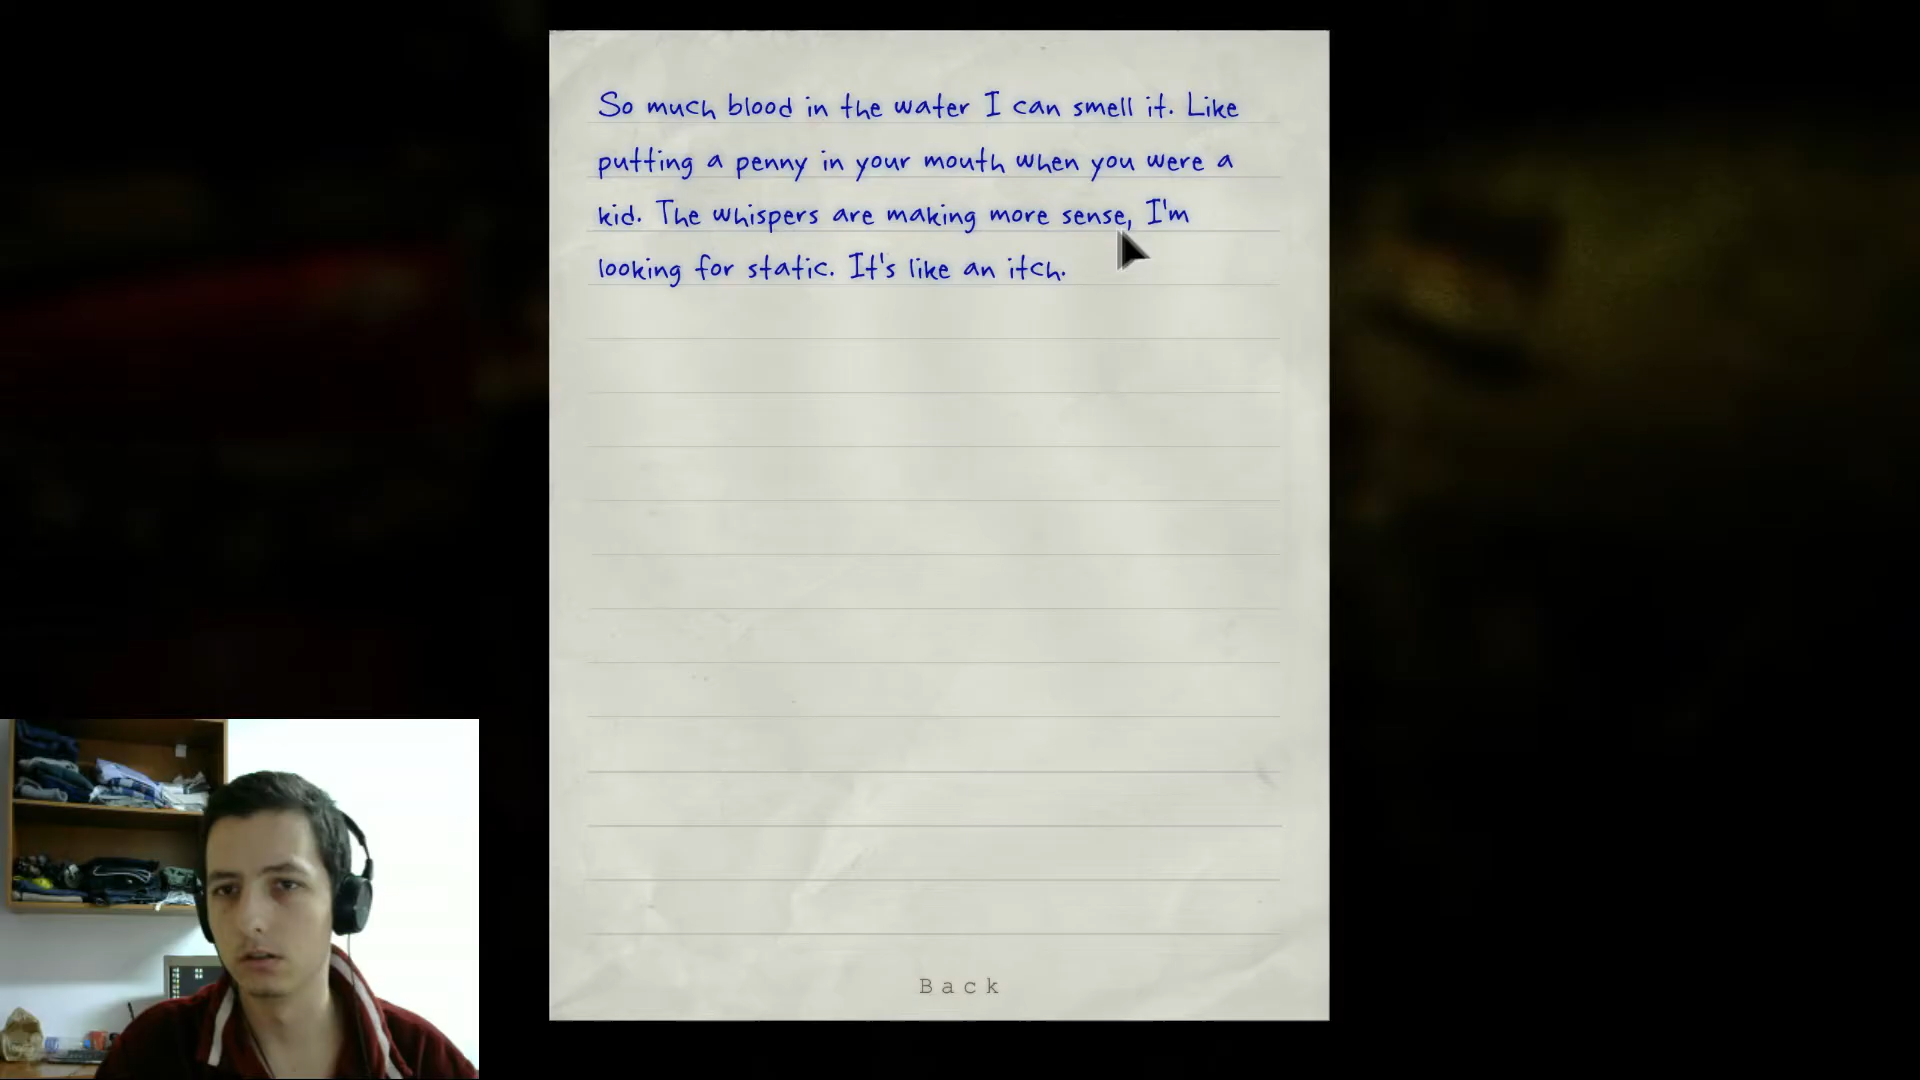 So much blood in the water I can smell it. Like
putting a penny in your mouth when you were a
kid. The whispers are making more sense, I'm
looking for static. It's like an itch.
Back